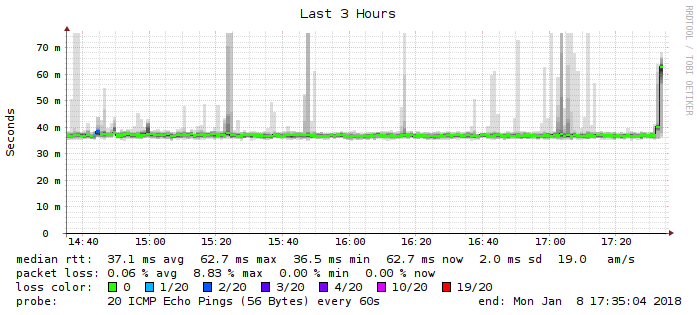 Last 3 Hours
RRDTOOL / TOBI OETIKER
Seconds
70 m
60 m
50 m
40 m
30 m
20 m
10 m
0
14:40 15:00 15:20 15:40 16:00 16:20 16:40 17:00 17:20
median rtt: 37.1 ms avg 62.7 ms max 36.5 ms min 62.7 ms now 2.0 ms sd 19.0 am/s
packet loss: 0.06 % avg 8.83 % max 0.00 % min 0.00 % now
loss color: 0 1/20 2/20 3/20 4/20 10/20 19/20
probe: 20 ICMP Echo Pings (56 Bytes) every 60s end: Mon Jan 8 17:35:04 2018